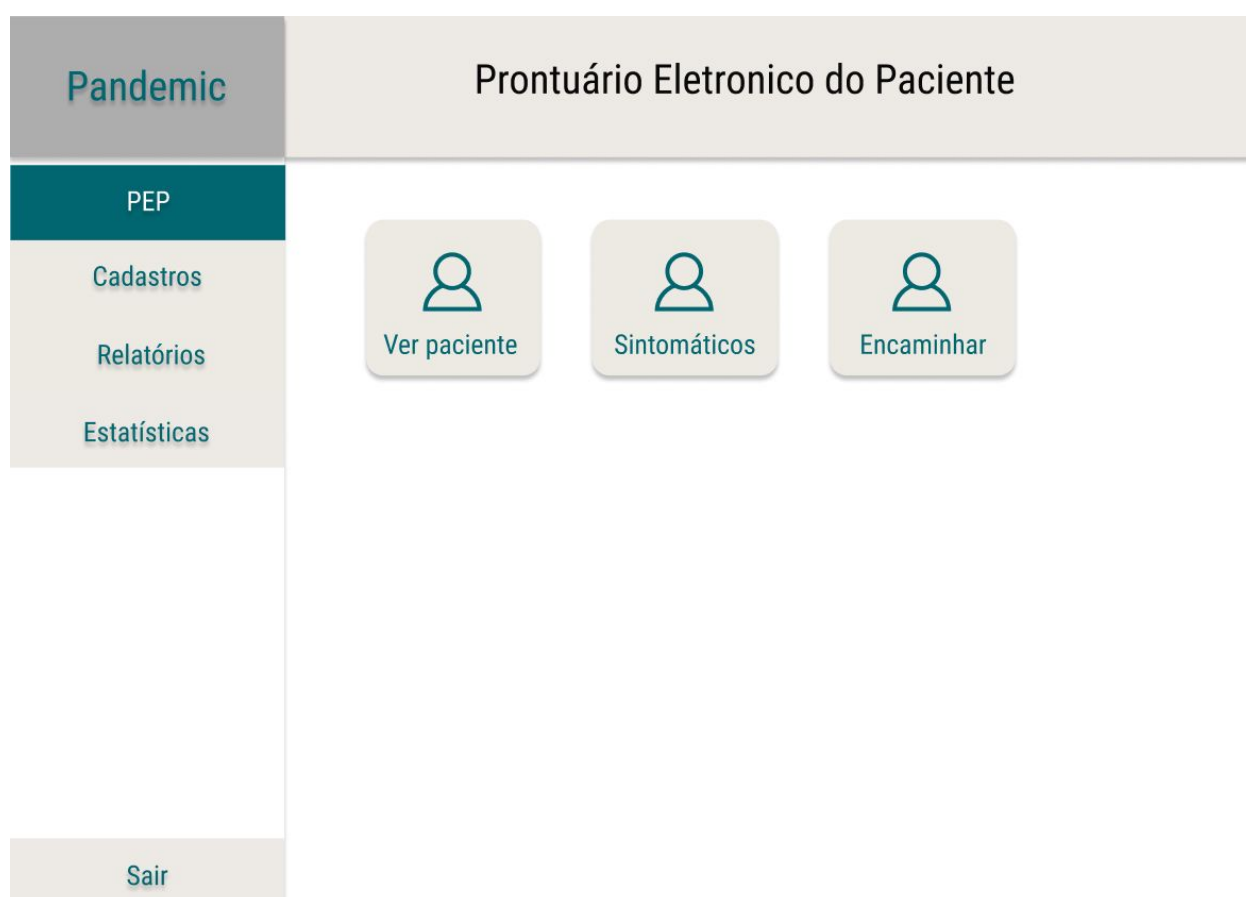 Pandemic
Prontuário Eletronico do Paciente
PEP
Cadastros
Relatórios
Estatísticas
Sair
Ver paciente
Sintomáticos
Encaminhar